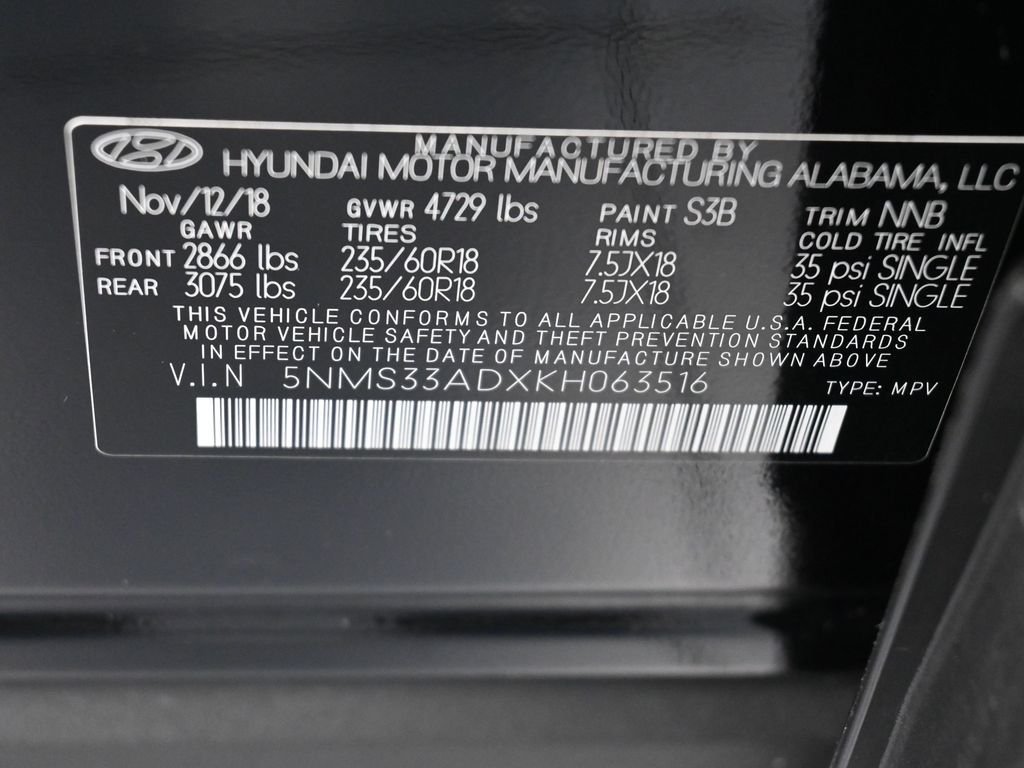 MANUFACTURED BY
HYUNDAI MOTOR MANUFACTURING ALABAMA, LLC
Nov/12/18 GVWR 4729 lbs PAINT S3B TRIM NNB
GAWR TIRES RIMS COLD TIRE INFL
FRONT 2866 lbs 235/60R18 7.5JX18 35 psi SINGLE
REAR 3075 lbs 235/60R18 7.5JX18 35 psi SINGLE
THIS VEHICLE CONFORMS TO ALL APPLICABLE U.S.A. FEDERAL
MOTOR VEHICLE SAFETY AND THEFT PREVENTION STANDARDS
IN EFFECT ON THE DATE OF MANUFACTURE SHOWN ABOVE
V.I.N 5NMS33ADXKH063516 TYPE: MPV